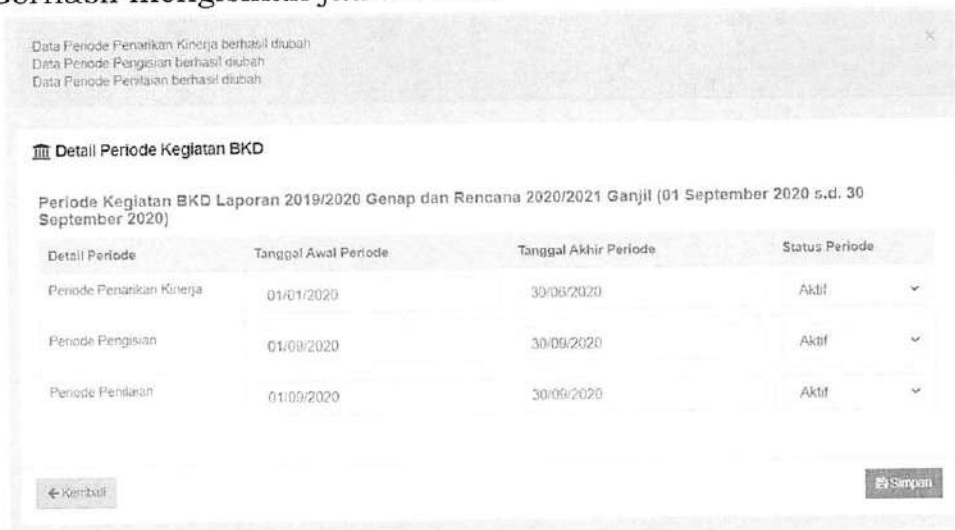 Data Periode Penarikan Kinerja berhasil diubah
Data Periode Pengisian berhasil diubah
Data Periode Penilaian berhasil diubah
Detail Periode Kegiatan BKD
Periode Kegiatan BKD Laporan 2019/2020 Genap dan Rencana 2020/2021 Ganjil (01 September 2020 s.d. 30
September 2020)
Detail Periode Tanggal Awal Periode Tanggal Akhir Periode Status Periode
Periode Penarikan Kinerja 01/01/2020 30/06/2020 Aktif
Periode Pengisian 01/09/2020 30/09/2020 Aktif
Periode Penilaian 01/09/2020 30/09/2020 Aktif
Kembali Simpan